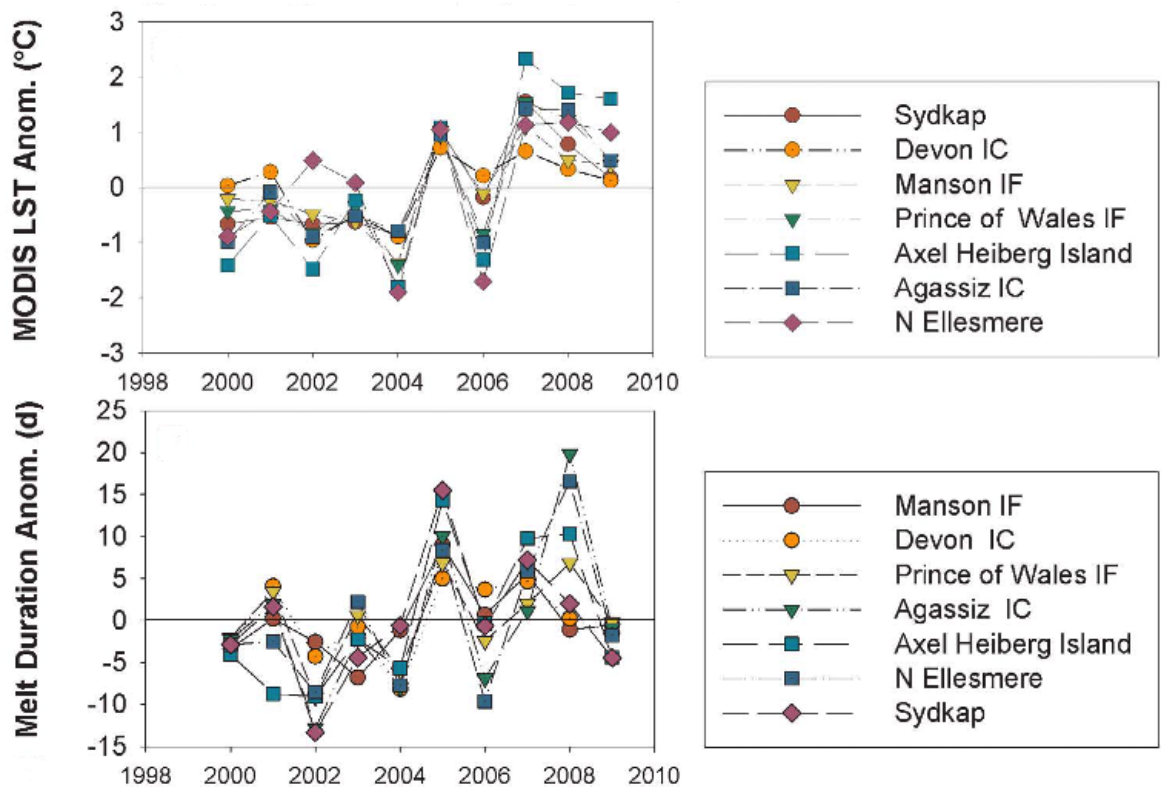 MODIS LST Anom. (°C)
3
2
1
0
-1
-2
-3
1998 2000 2002 2004 2006 2008 2010
Sydkap
Devon IC
Manson IF
Prince of Wales IF
Axel Heiberg Island
Agassiz IC
N Ellesmere
Melt Duration Anom. (d)
25
20
15
10
5
0
-5
-10
-15
1998 2000 2002 2004 2006 2008 2010
Manson IF
Devon IC
Prince of Wales IF
Agassiz IC
Axel Heiberg Island
N Ellesmere
Sydkap